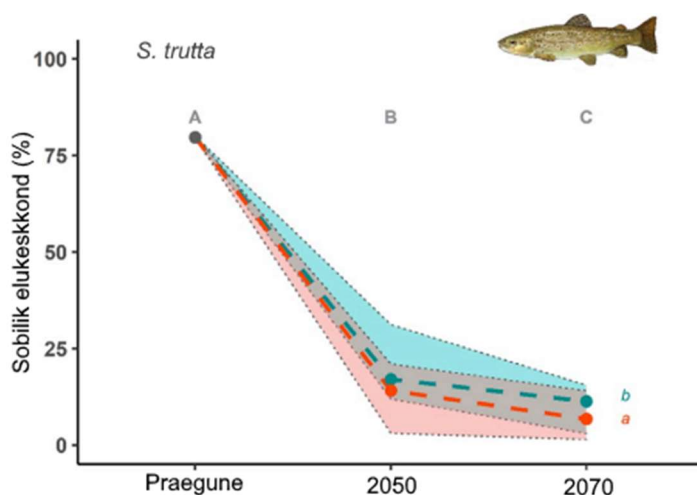 S. trutta
100
A
B
C
75
50
25
0
Sobilik elukeskkond (%)
b
a
Praegune
2050
2070